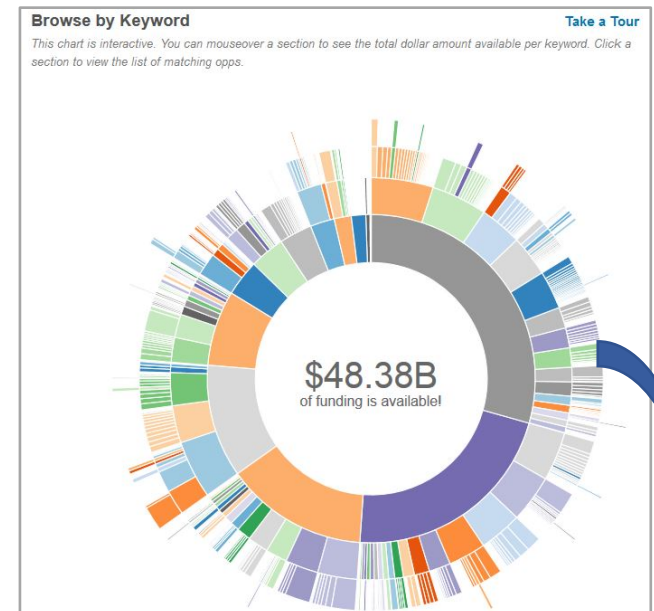 Browse by Keyword
Take a Tour
This chart is interactive. You can mouseover a section to see the total dollar amount available per keyword. Click a
section to view the list of matching opps.
$48.38B
of funding is available!